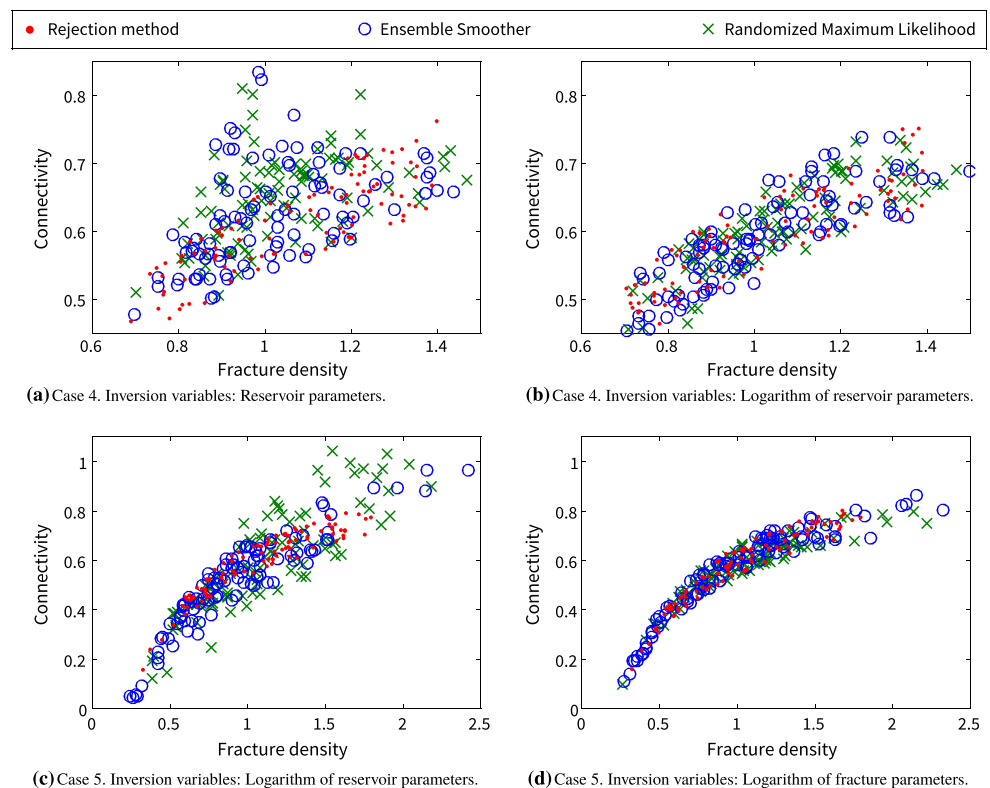 Rejection method
Ensemble Smoother
Randomized Maximum Likelihood
0.8
0.7
0.6
0.5
Connectivity
0.6 0.8 1 1.2 1.4
Fracture density
(a) Case 4. Inversion variables: Reservoir parameters.
0.8
0.7
0.6
0.5
Connectivity
0.6 0.8 1 1.2 1.4
Fracture density
(b) Case 4. Inversion variables: Logarithm of reservoir parameters.
1
0.8
0.6
0.4
0.2
0
Connectivity
0 0.5 1 1.5 2 2.5
Fracture density
(c) Case 5. Inversion variables: Logarithm of reservoir parameters.
1
0.8
0.6
0.4
0.2
0
Connectivity
0 0.5 1 1.5 2 2.5
Fracture density
(d) Case 5. Inversion variables: Logarithm of fracture parameters.